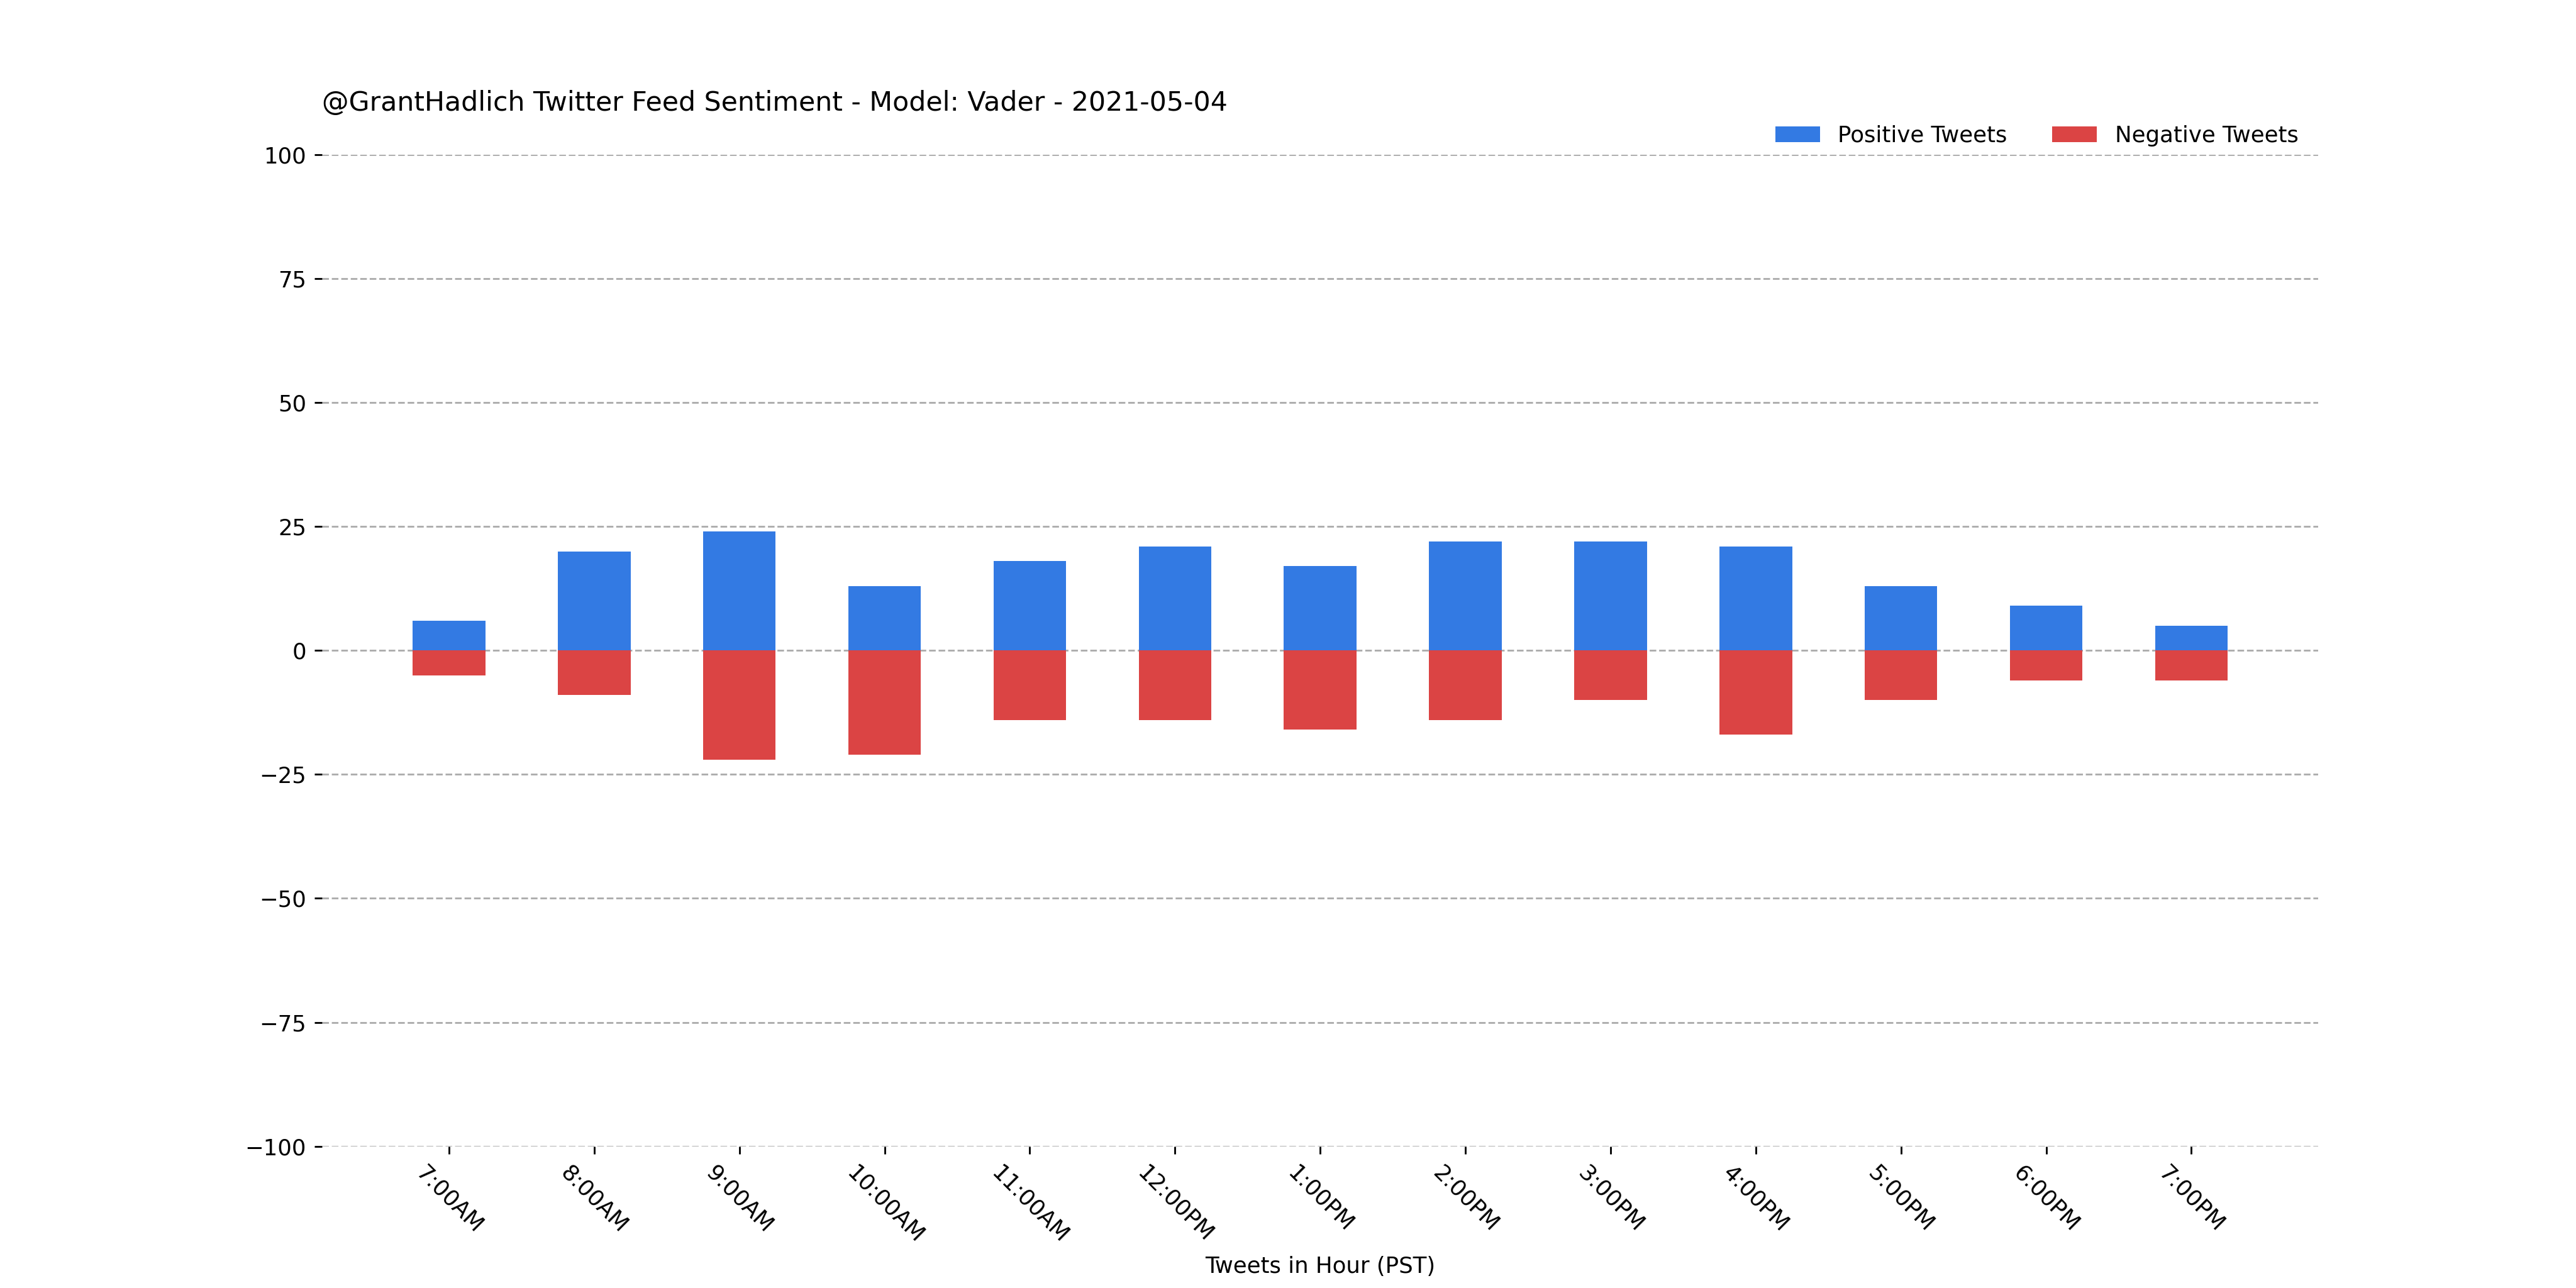 @GrantHadlich Twitter Feed Sentiment - Model: Vader - 2021-05-04
Positive Tweets Negative Tweets
100
75
50
25
0
−25
−50
−75
−100
7:00AM 8:00AM 9:00AM 10:00AM 11:00AM 12:00PM 1:00PM 2:00PM 3:00PM 4:00PM 5:00PM 6:00PM 7:00PM
Tweets in Hour (PST)